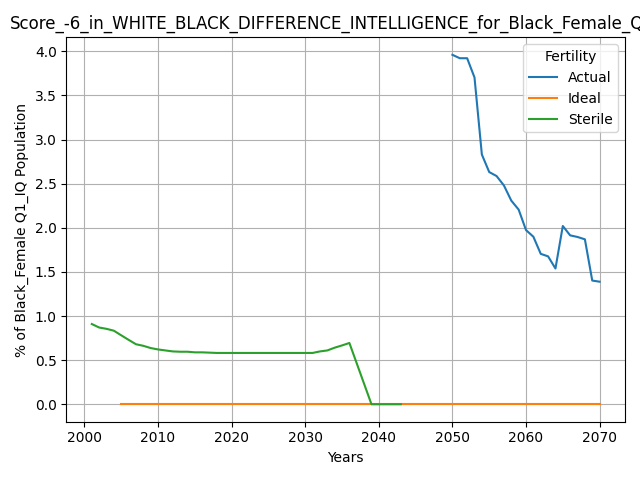 Score_-6_in_WHITE_BLACK_DIFFERENCE_INTELLIGENCE_for_Black_Female_Q
4.0
3.5
3.0
2.5
2.0
1.5
1.0
0.5
0.0
% of Black_Female Q1_IQ Population
Fertility
Actual
Ideal
Sterile
2000 2010 2020 2030 2040 2050 2060 2070
Years